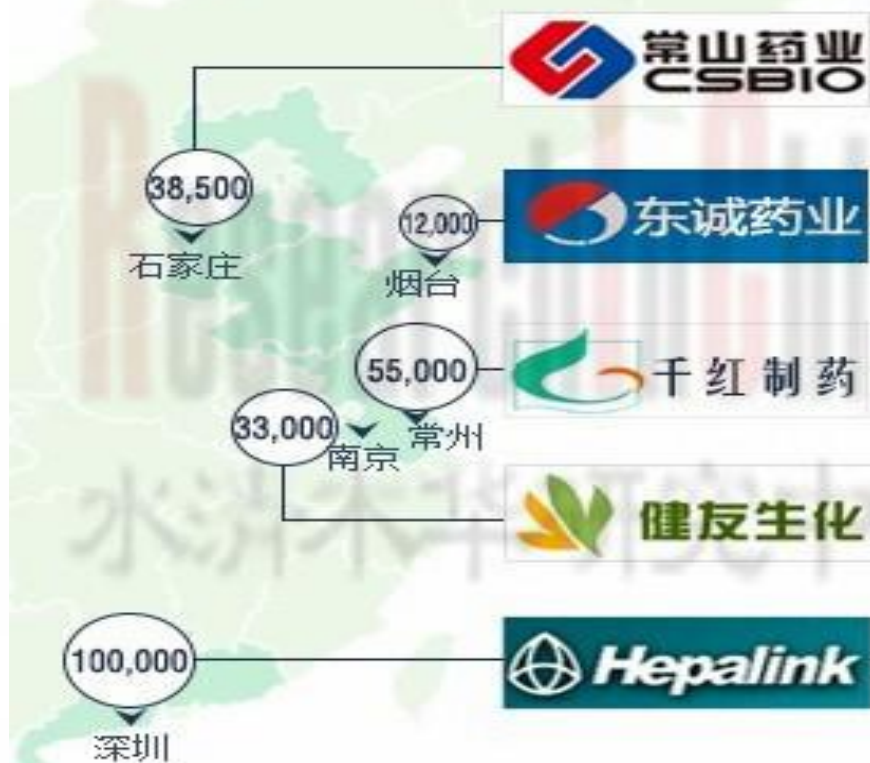 常山药业
CSBIO
38,500
石家庄
12,000
烟台
东诚药业
55,000
常州
千红制药
33,000
南京
健友生化
100,000
深圳
Hepalink